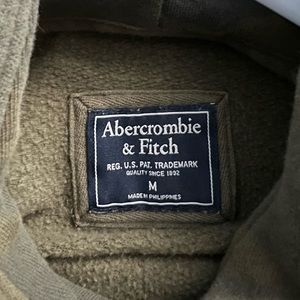 Abercrombie
& Fitch
REG. U.S. PAT. TRADEMARK
QUALITY SINCE 1892
M
MADE IN PHILIPPINES